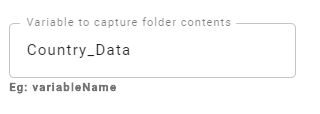 Variable to capture folder contents
Country_Data
Eg: variableName